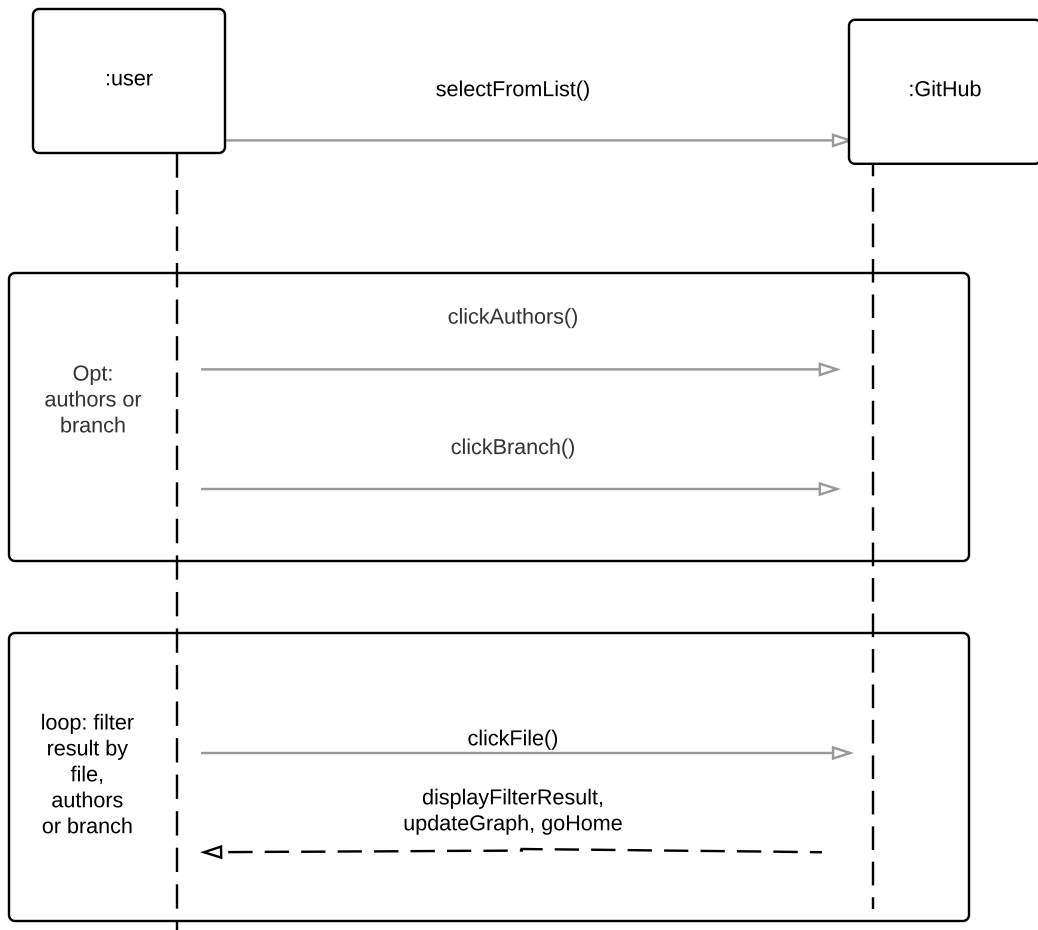 :user
selectFromList()
:GitHub
clickAuthors()
Opt:
authors or
branch
clickBranch()
loop: filter
result by
file,
authors
or branch
clickFile()
displayFilterResult,
updateGraph, goHome